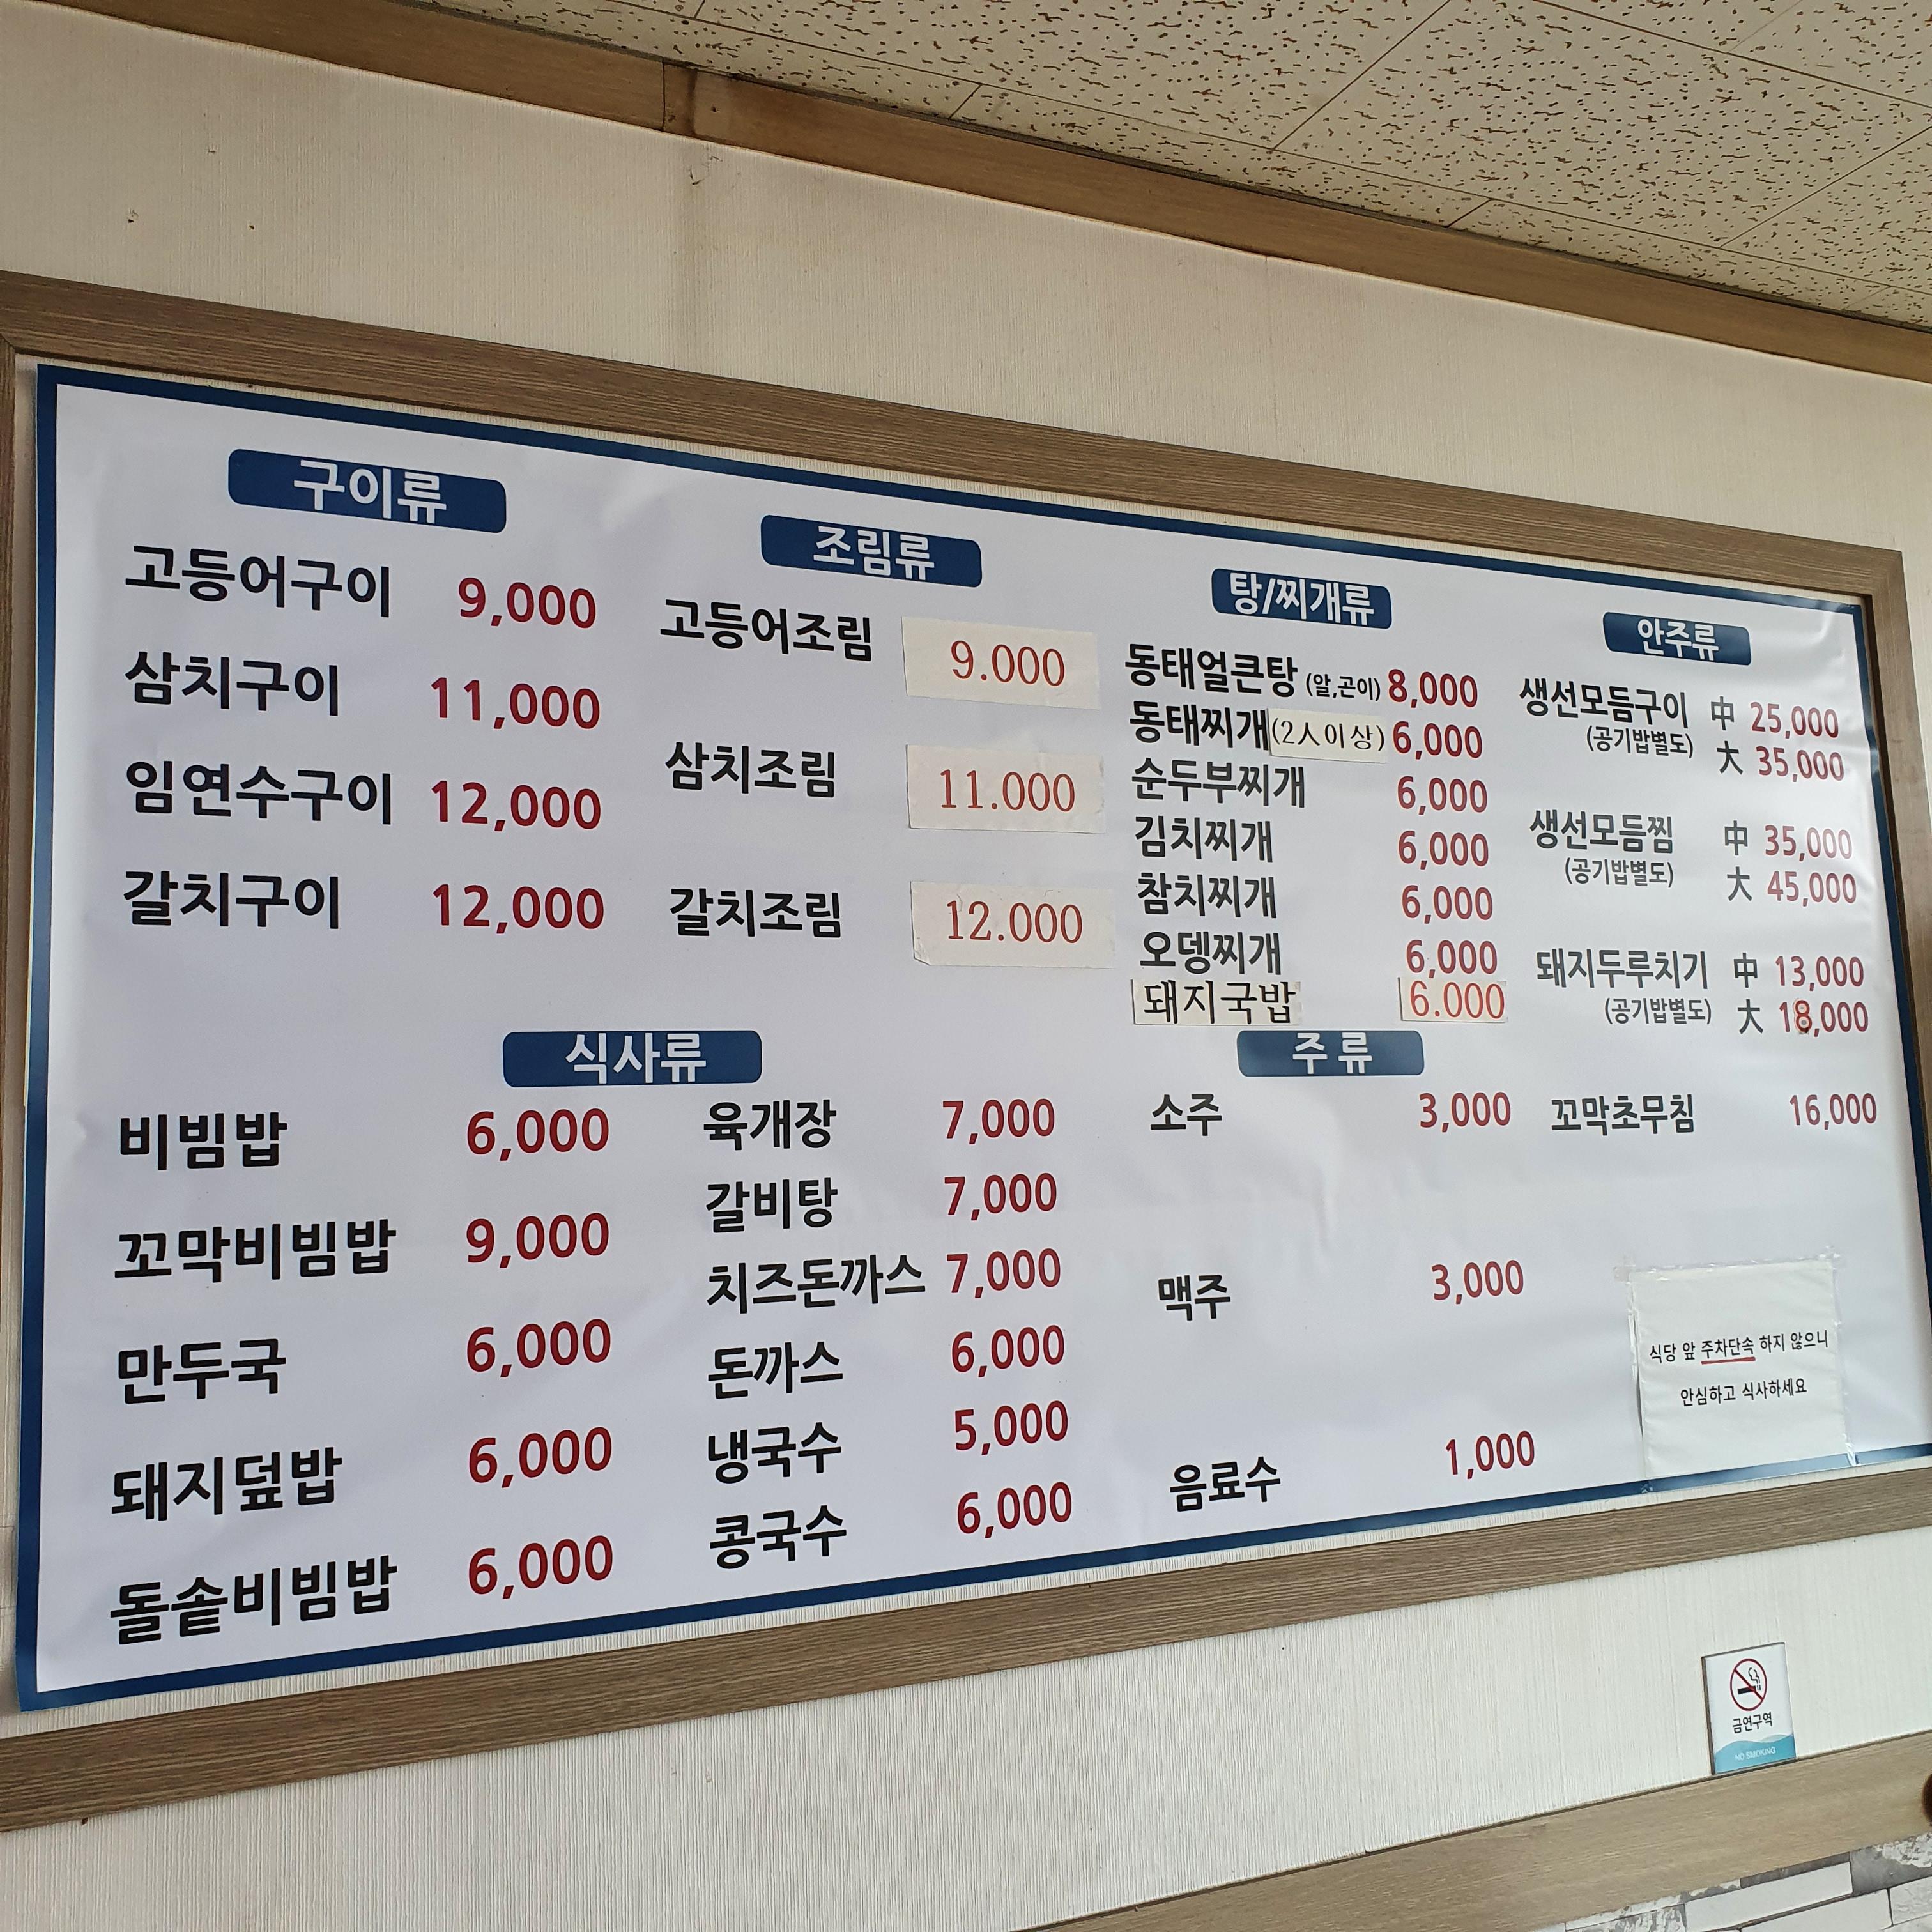 구이류
고등어구이 9,000
삼치구이 11,000
임연수구이 12,000
갈치구이 12,000
조림류
고등어조림 9.000
삼치조림 11.000
갈치조림 12.000
탕/찌개류
동태얼큰탕 (알,곤이) 8,000
동태찌개 (2人이상) 6,000
순두부찌개 6,000
김치찌개 6,000
참치찌개 6,000
오뎅찌개 6,000
돼지국밥 6.000
안주류
생선모듬구이 中 25,000
(공기밥별도) 大 35,000
생선모듬찜 中 35,000
(공기밥별도) 大 45,000
돼지두루치기 中 13,000
(공기밥별도) 大 18,000
꼬막초무침 16,000
식사류
비빔밥 6,000
꼬막비빔밥 9,000
만두국 6,000
돼지덮밥 6,000
돌솥비빔밥 6,000
육개장 7,000
갈비탕 7,000
치즈돈까스 7,000
돈까스 6,000
냉국수 5,000
콩국수 6,000
주 류
소주 3,000
맥주 3,000
음료수 1,000
식당 앞 주차단속 하지 않으니
안심하고 식사하세요
금연구역
NO SMOKING